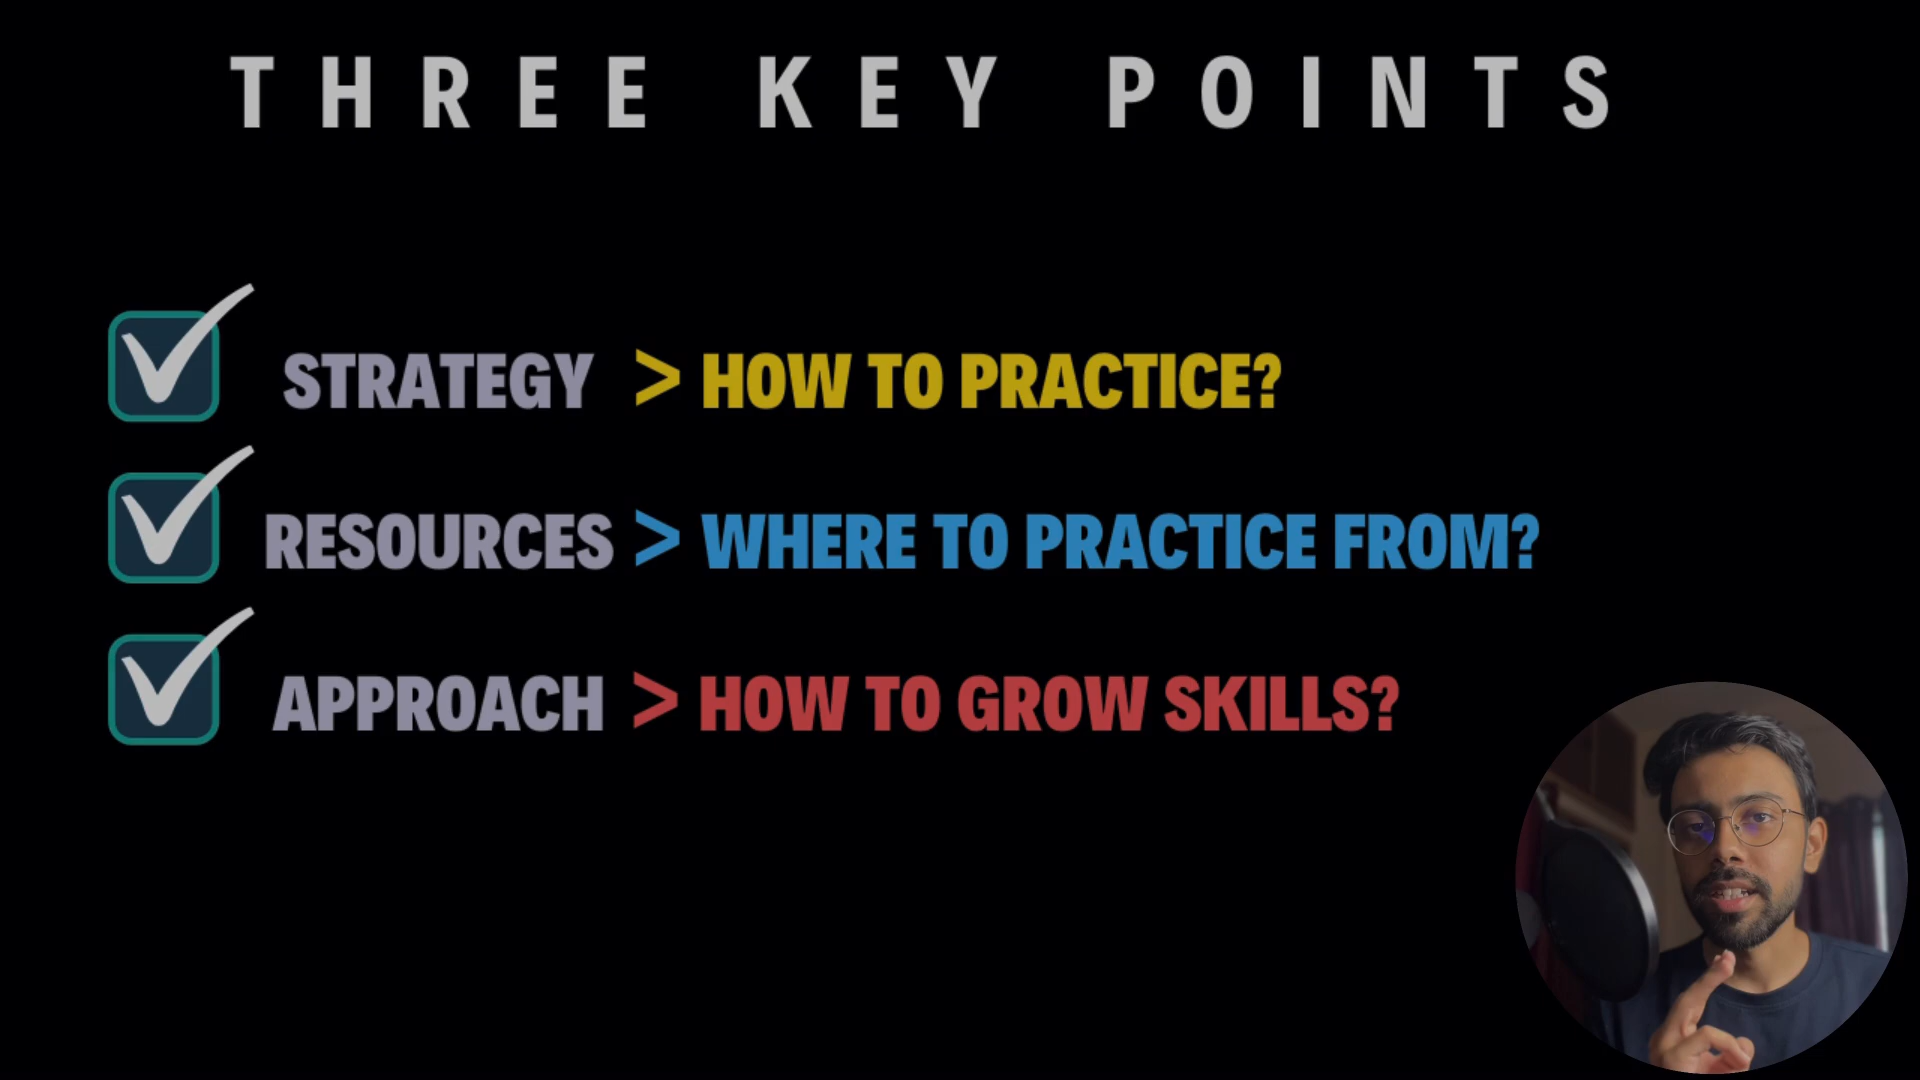 THREE KEY POINTS
STRATEGY > HOW TO PRACTICE?
RESOURCES > WHERE TO PRACTICE FROM?
APPROACH > HOW TO GROW SKILLS?